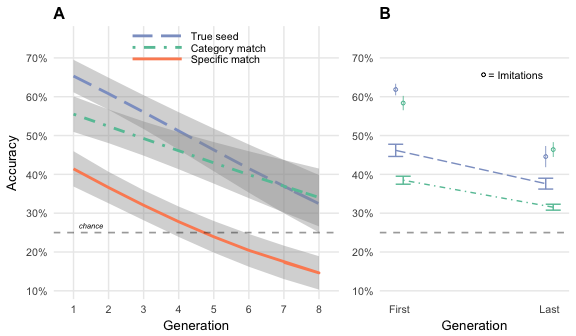 A
True seed
Category match
Specific match
70%
60%
50%
40%
30%
20%
10%
Accuracy
chance
1 2 3 4 5 6 7 8
Generation
B
= Imitations
70%
60%
50%
40%
30%
20%
10%
First Last
Generation